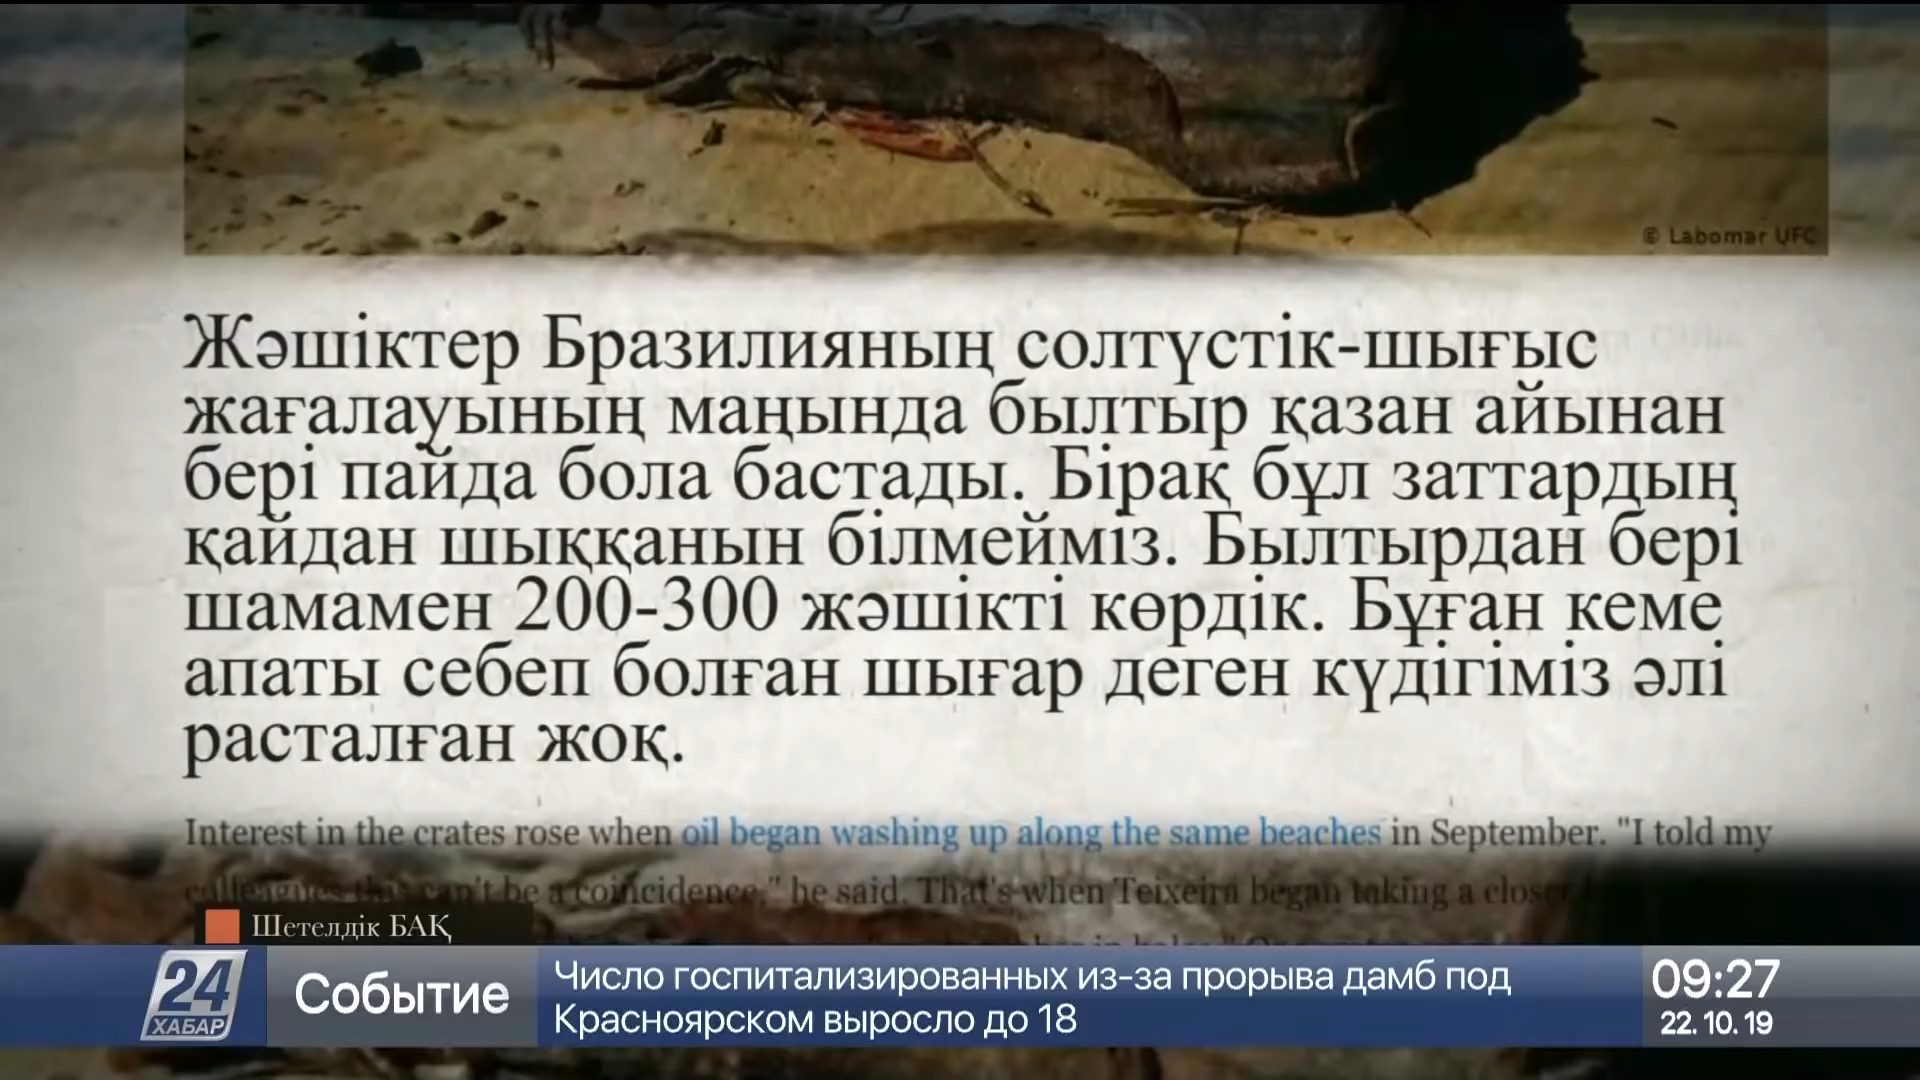 © Labomar UFC
Жәшіктер Бразилияның солтүстік-шығыс
жағалауының маңында былтыр қазан айынан
бері пайда бола бастады. Бірақ бұл заттардың
қайдан шыққанын білмейміз. Былтырдан бері
шамамен 200-300 жәшікті көрдік. Бұған кеме
апаты себеп болған шығар деген күдігіміз әлі
расталған жоқ.
Interest in the crates rose when oil began washing up along the same beaches in September. "I told my
colleagues this can't be a coincidence," he said. That's when Teixeira began taking a closer
Шетелдік БАҚ
24
ХАБАР
Событие
Число госпитализированных из-за прорыва дамб под
Красноярском выросло до 18
09:27
22. 10. 19